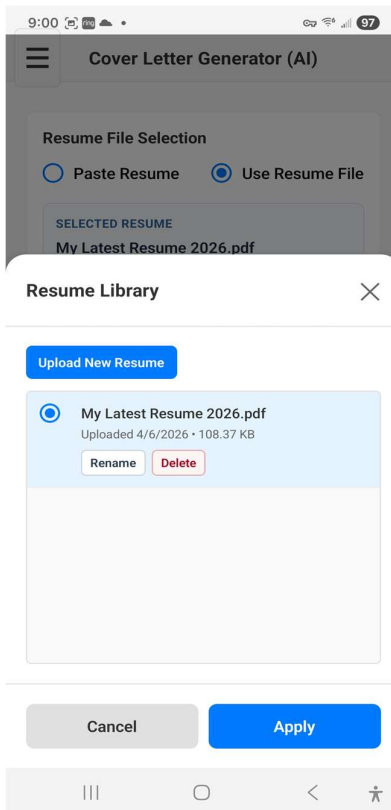 9:00 ring 97
Cover Letter Generator (AI)
Resume File Selection
Paste Resume Use Resume File
SELECTED RESUME
My Latest Resume 2026.pdf
Resume Library
Upload New Resume
My Latest Resume 2026.pdf
Uploaded 4/6/2026 • 108.37 KB
Rename Delete
Cancel Apply